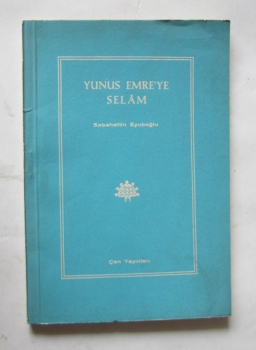 YUNUS EMRE'YE
SELÂM
Sabahattin Eyuboğlu
Çan Yayınları